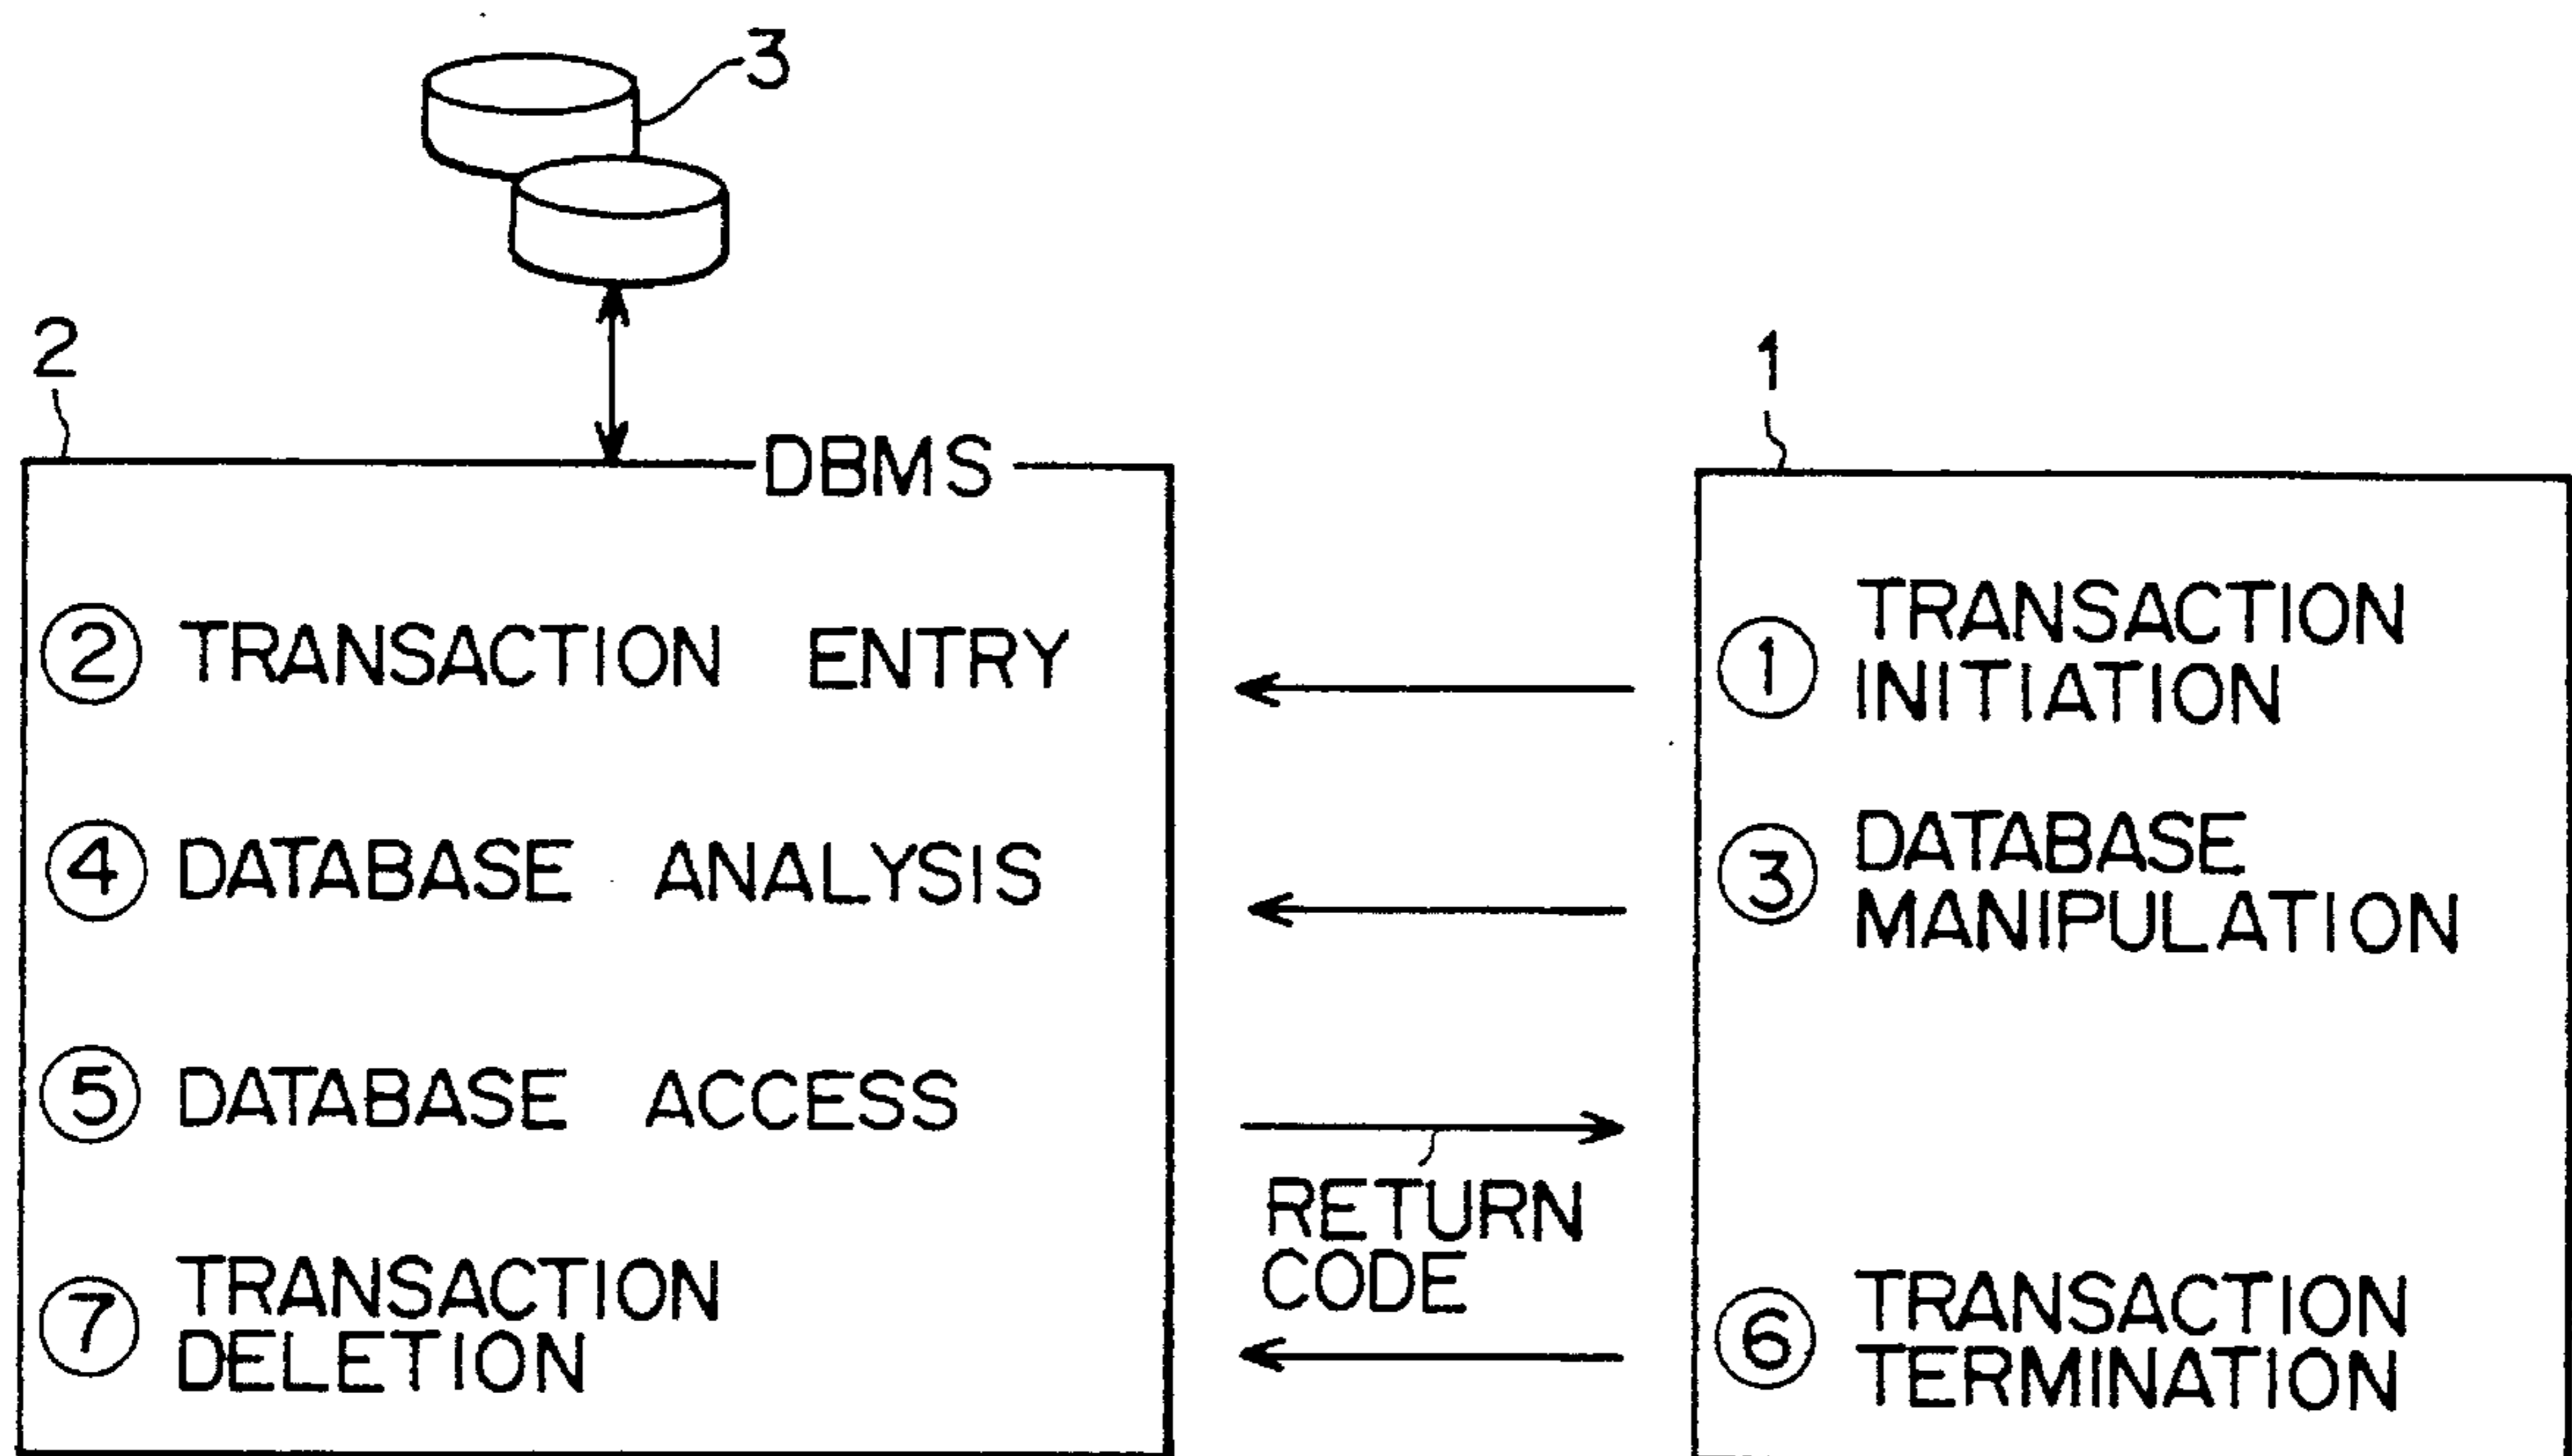 3
2
1
DBMS
② TRANSACTION ENTRY
④ DATABASE ANALYSIS
⑤ DATABASE ACCESS
⑦ TRANSACTION
DELETION
RETURN
CODE
① TRANSACTION
INITIATION
③ DATABASE
MANIPULATION
⑥ TRANSACTION
TERMINATION